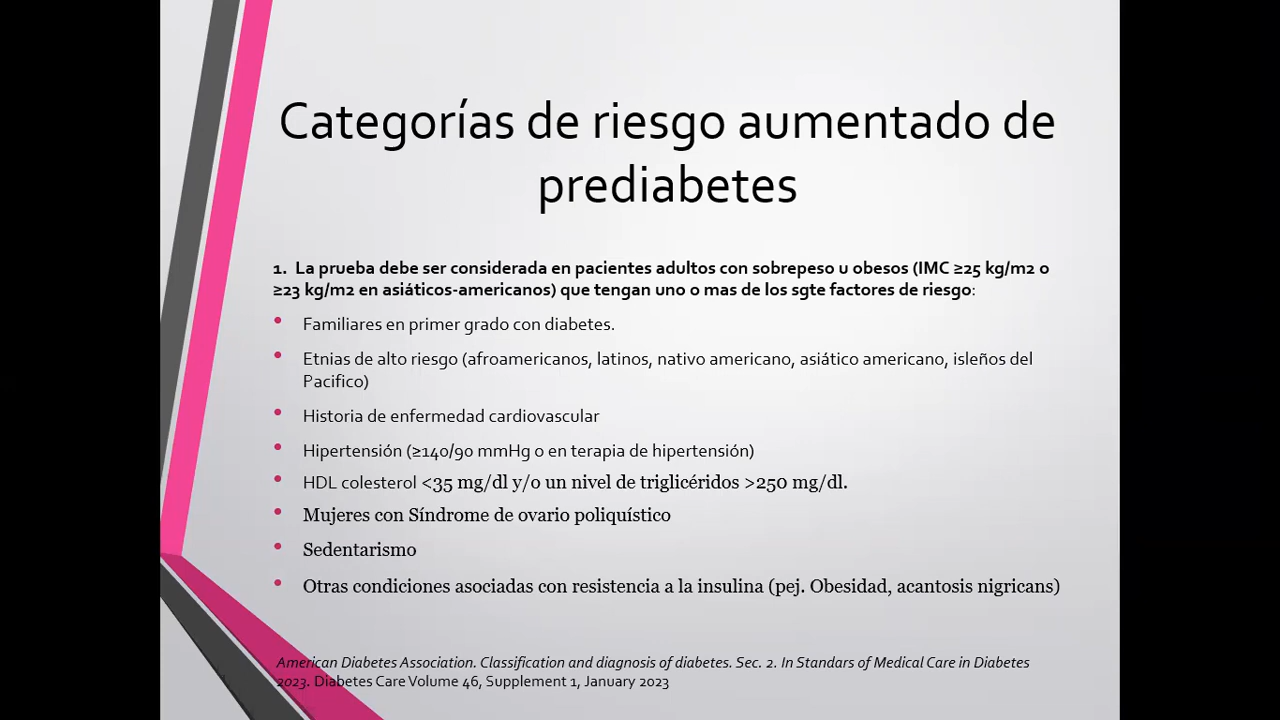 Categorías de riesgo aumentado de
prediabetes
1. La prueba debe ser considerada en pacientes adultos con sobrepeso u obesos (IMC ≥25 kg/m2 o
≥23 kg/m2 en asiáticos-americanos) que tengan uno o mas de los sgte factores de riesgo:
• Familiares en primer grado con diabetes.
• Etnias de alto riesgo (afroamericanos, latinos, nativo americano, asiático americano, isleños del
Pacifico)
• Historia de enfermedad cardiovascular
• Hipertensión (≥140/90 mmHg o en terapia de hipertensión)
• HDL colesterol <35 mg/dl y/o un nivel de triglicéridos >250 mg/dl.
• Mujeres con Síndrome de ovario poliquístico
• Sedentarismo
• Otras condiciones asociadas con resistencia a la insulina (pej. Obesidad, acantosis nigricans)
American Diabetes Association. Classification and diagnosis of diabetes. Sec. 2. In Standars of Medical Care in Diabetes
2023. Diabetes Care Volume 46, Supplement 1, January 2023